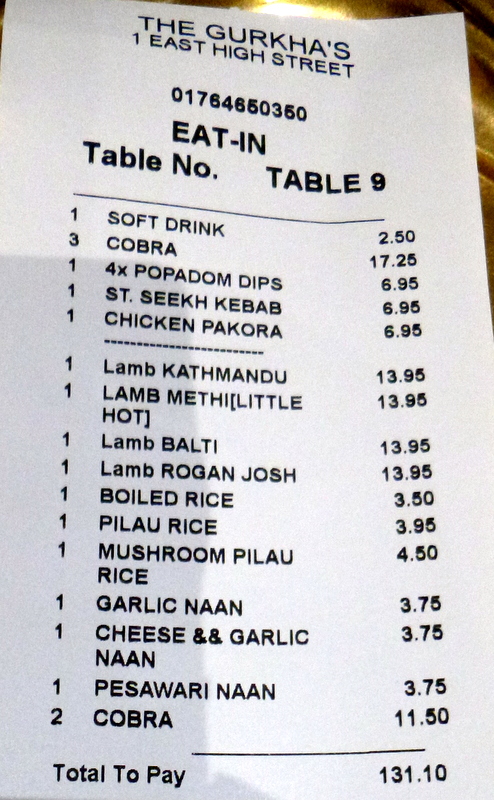 THE GURKHA'S
1 EAST HIGH STREET
01764650350
EAT-IN
Table No. TABLE 9
1 SOFT DRINK 2.50
3 COBRA 17.25
1 4x POPADOM DIPS 6.95
1 ST. SEEKH KEBAB 6.95
1 CHICKEN PAKORA 6.95
-------------------------
1 Lamb KATHMANDU 13.95
1 LAMB METHI[LITTLE 13.95
HOT]
1 Lamb BALTI 13.95
1 Lamb ROGAN JOSH 13.95
1 BOILED RICE 3.50
1 PILAU RICE 3.95
1 MUSHROOM PILAU 4.50
RICE
1 GARLIC NAAN 3.75
1 CHEESE && GARLIC 3.75
NAAN
1 PESAWARI NAAN 3.75
2 COBRA 11.50
Total To Pay 131.10